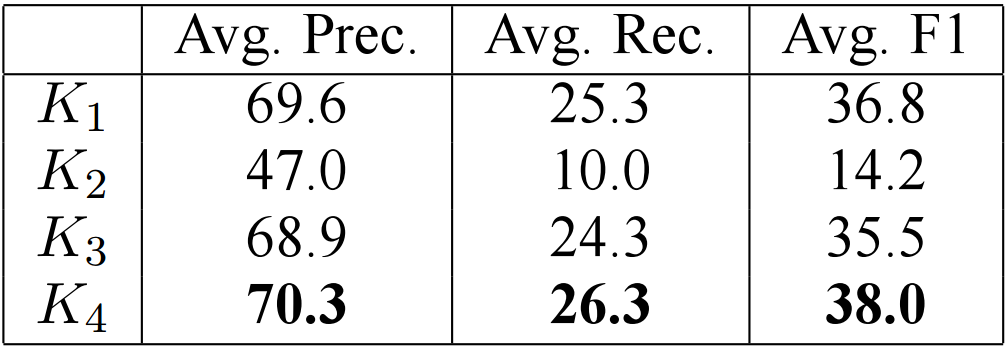 Avg. Prec. Avg. Rec. Avg. F1
K₁ 69.6 25.3 36.8
K₂ 47.0 10.0 14.2
K₃ 68.9 24.3 35.5
K₄ 70.3 26.3 38.0